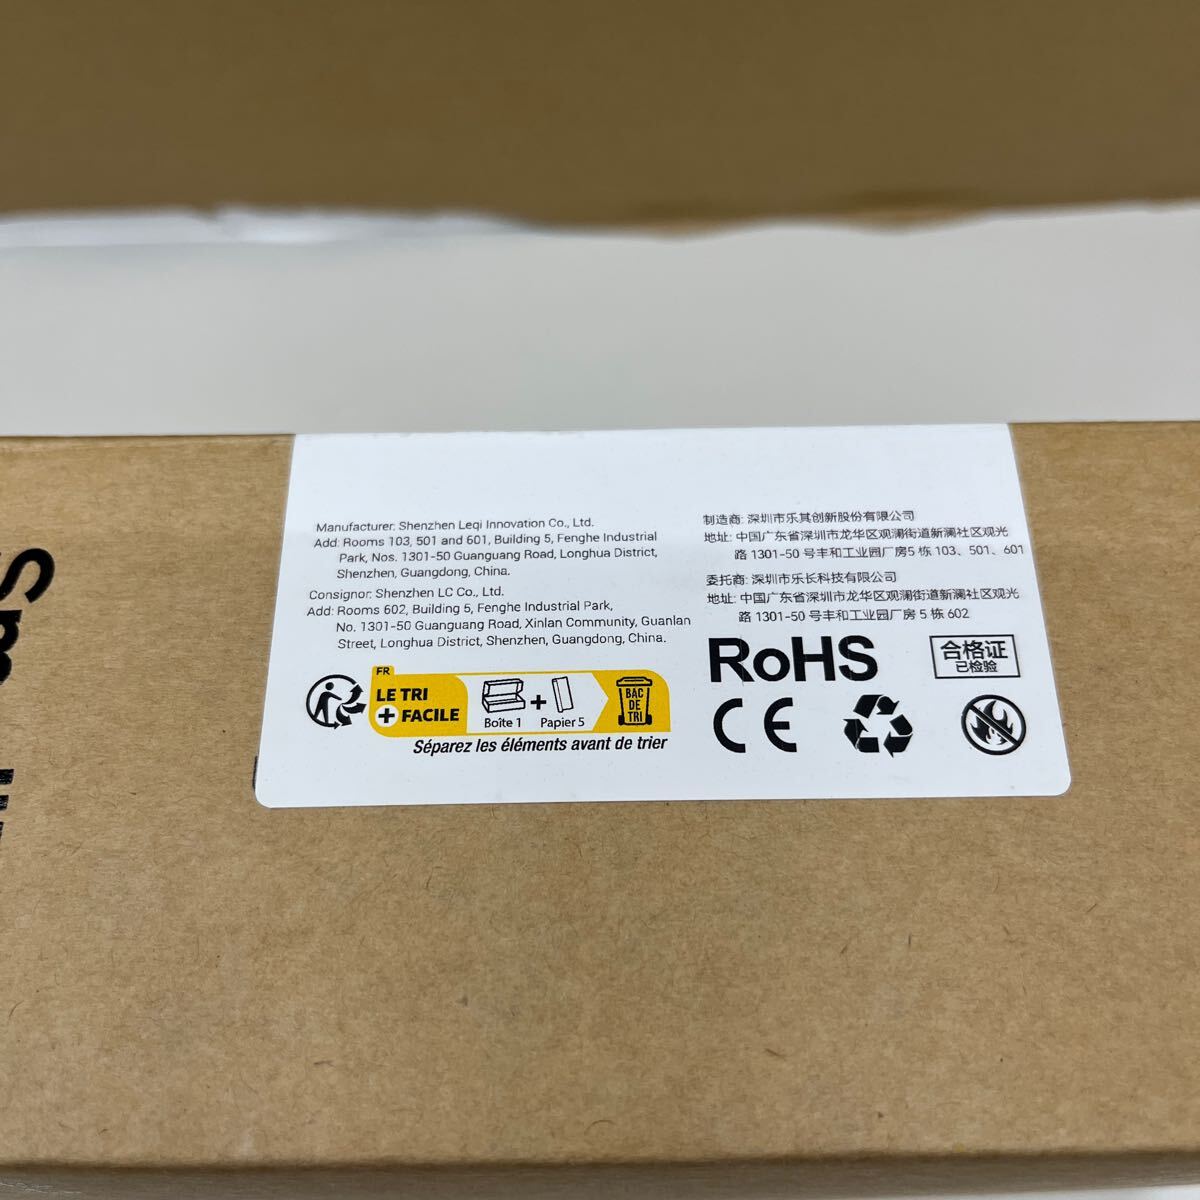 Manufacturer: Shenzhen Leqi Innovation Co., Ltd.
Add: Rooms 103, 501 and 601, Building 5, Fenghe Industrial
Park, Nos. 1301-50 Guanguang Road, Longhua District,
Shenzhen, Guangdong, China.
Consignor: Shenzhen LC Co., Ltd.
Add: Rooms 602, Building 5, Fenghe Industrial Park,
No. 1301-50 Guanguang Road, Xinlan Community, Guanlan
Street, Longhua District, Shenzhen, Guangdong, China.
FR
LE TRI
+ FACILE
Boîte 1 + Papier 5
BAC
DE
TRI
Séparez les éléments avant de trier
制造商: 深圳市乐其创新股份有限公司
地址: 中国广东省深圳市龙华区观澜街道新澜社区观光
路 1301-50 号丰和工业园厂房5 栋 103、501、601
委托商: 深圳市乐长科技有限公司
地址: 中国广东省深圳市龙华区观澜街道新澜社区观光
路 1301-50 号丰和工业园厂房 5 栋 602
RoHS
合格证
已检验
CE